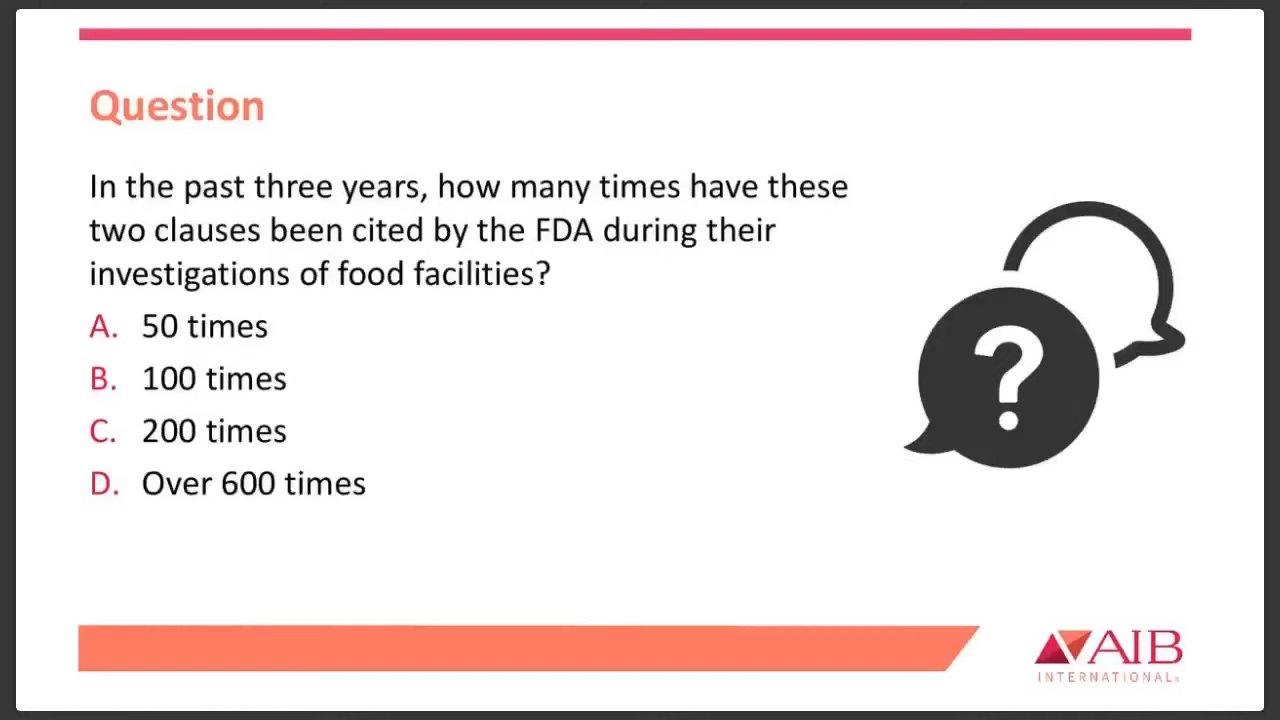 Question
In the past three years, how many times have these
two clauses been cited by the FDA during their
investigations of food facilities?
A. 50 times
B. 100 times
C. 200 times
D. Over 600 times
?
AIB
INTERNATIONAL®